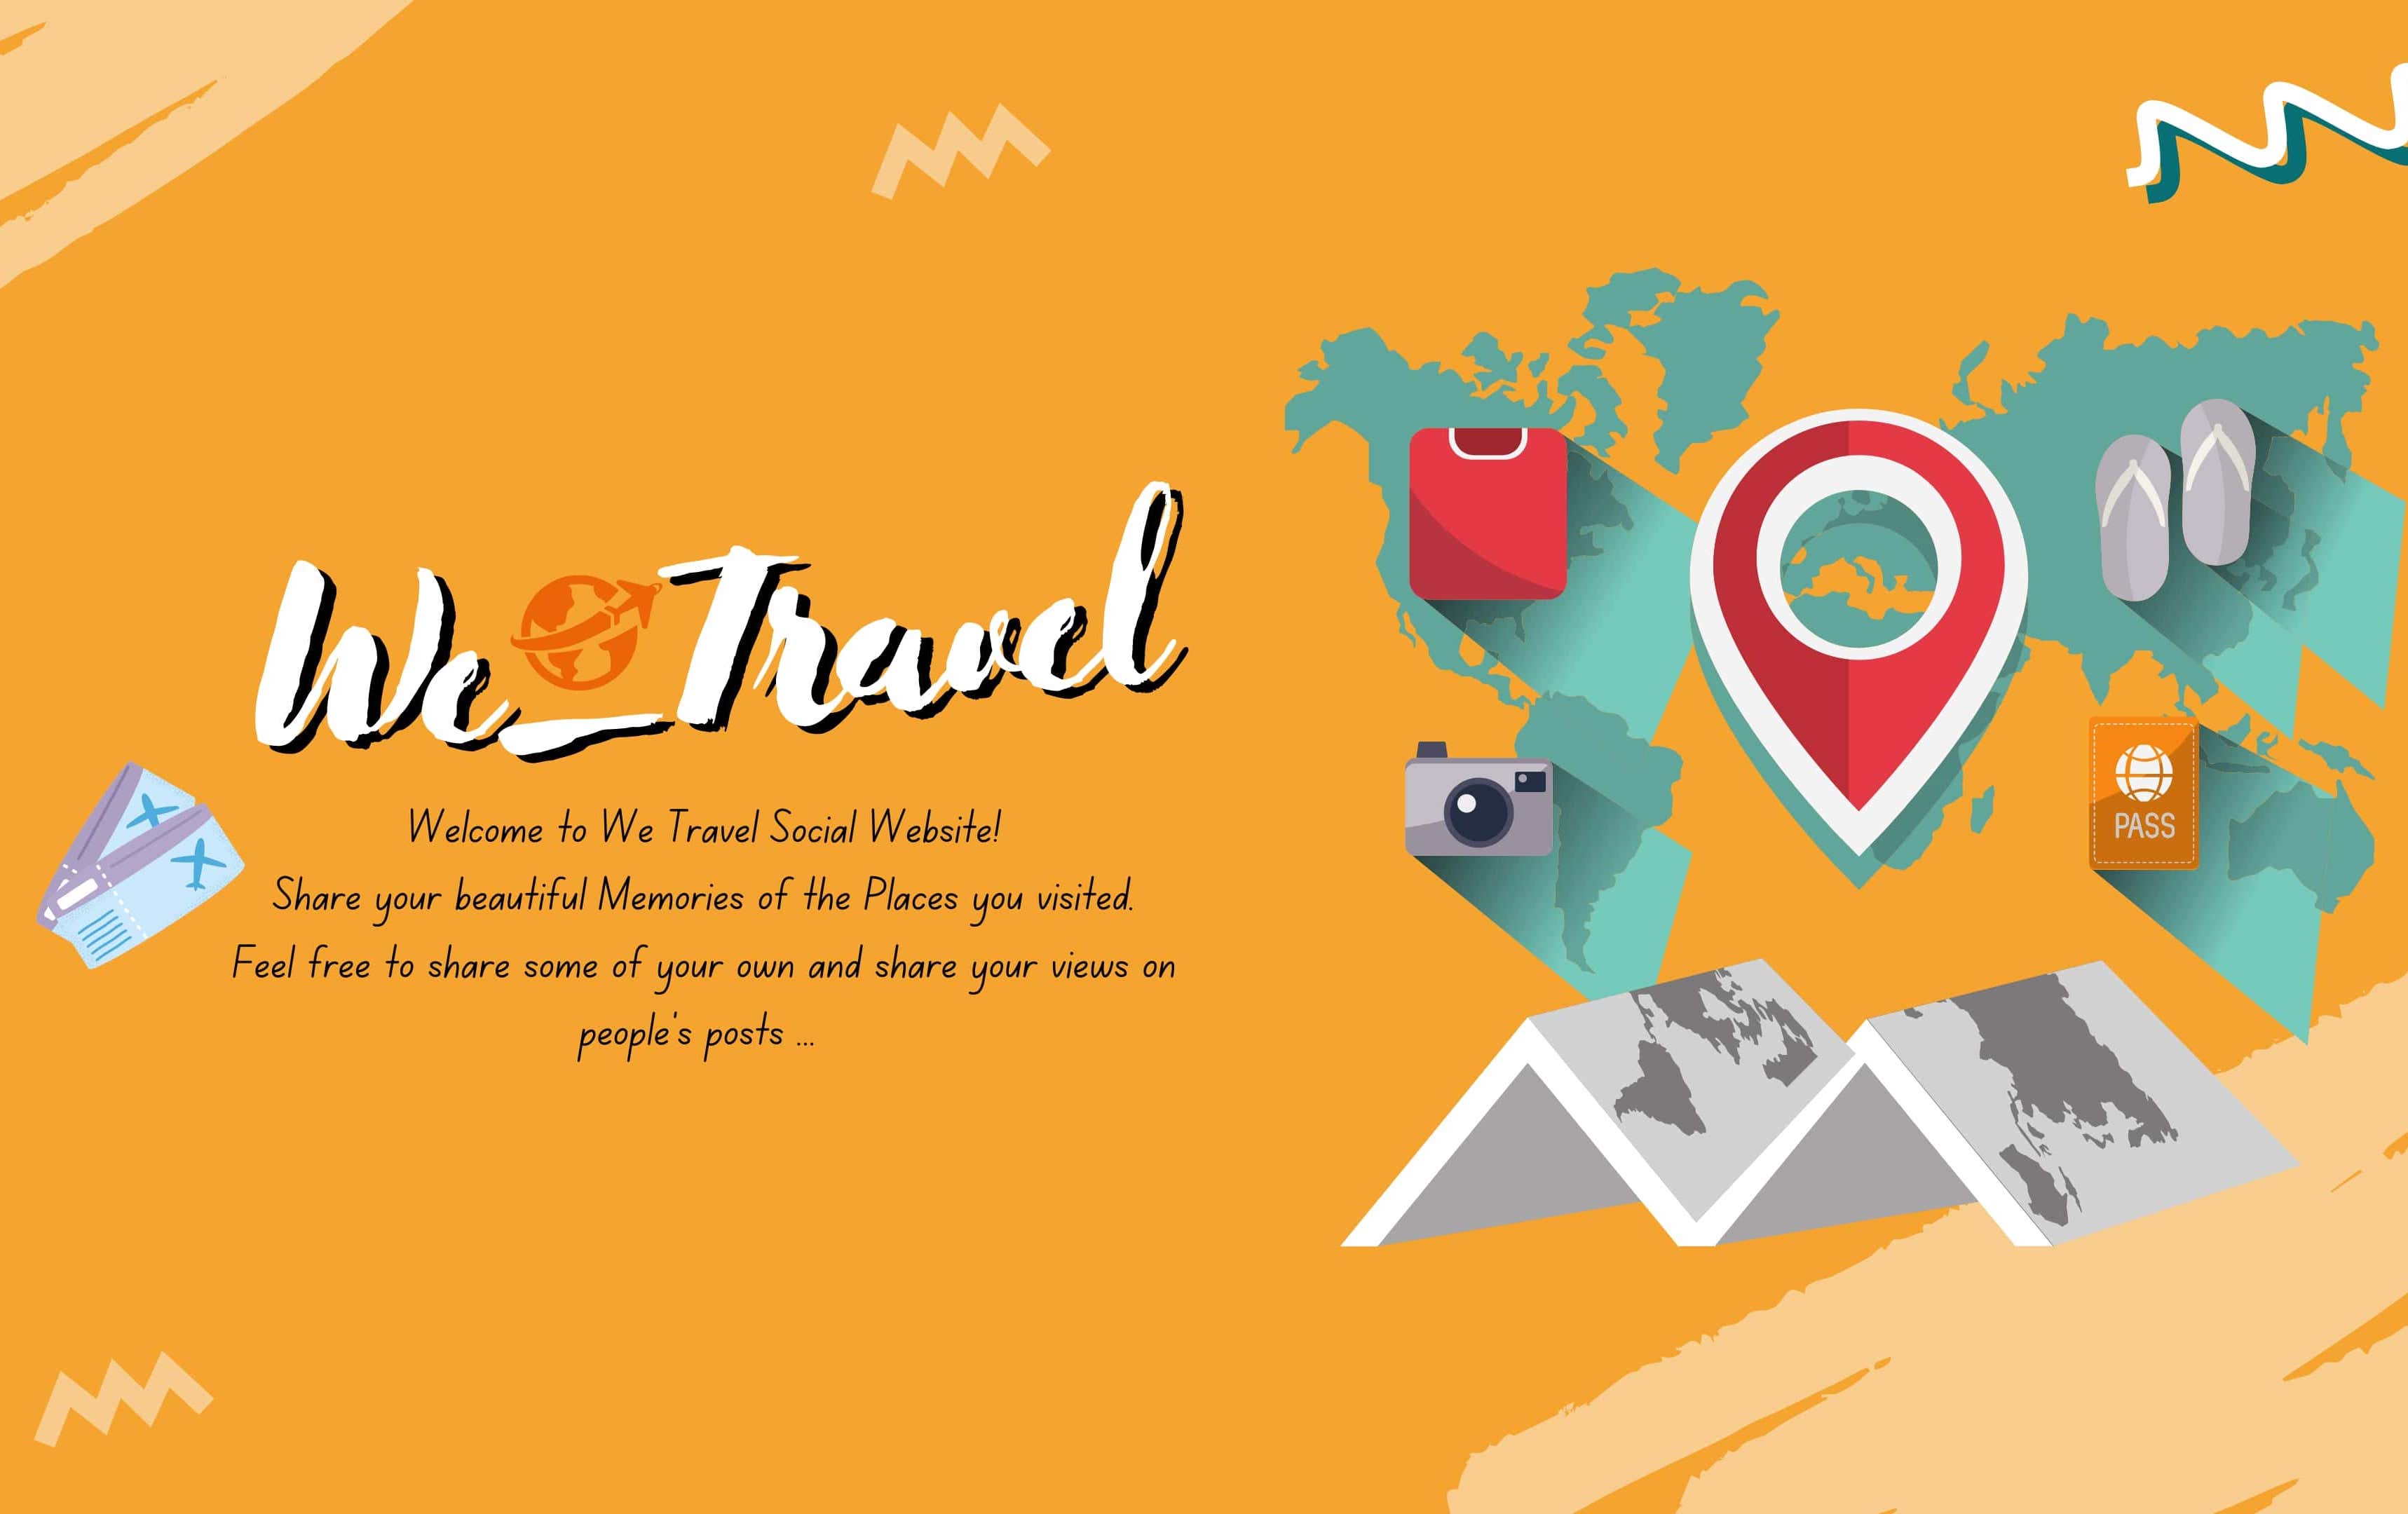 We Travel
Welcome to We Travel Social Website!
Share your beautiful Memories of the Places you visited.
Feel free to share some of your own and share your views on
people's posts ...
PASS